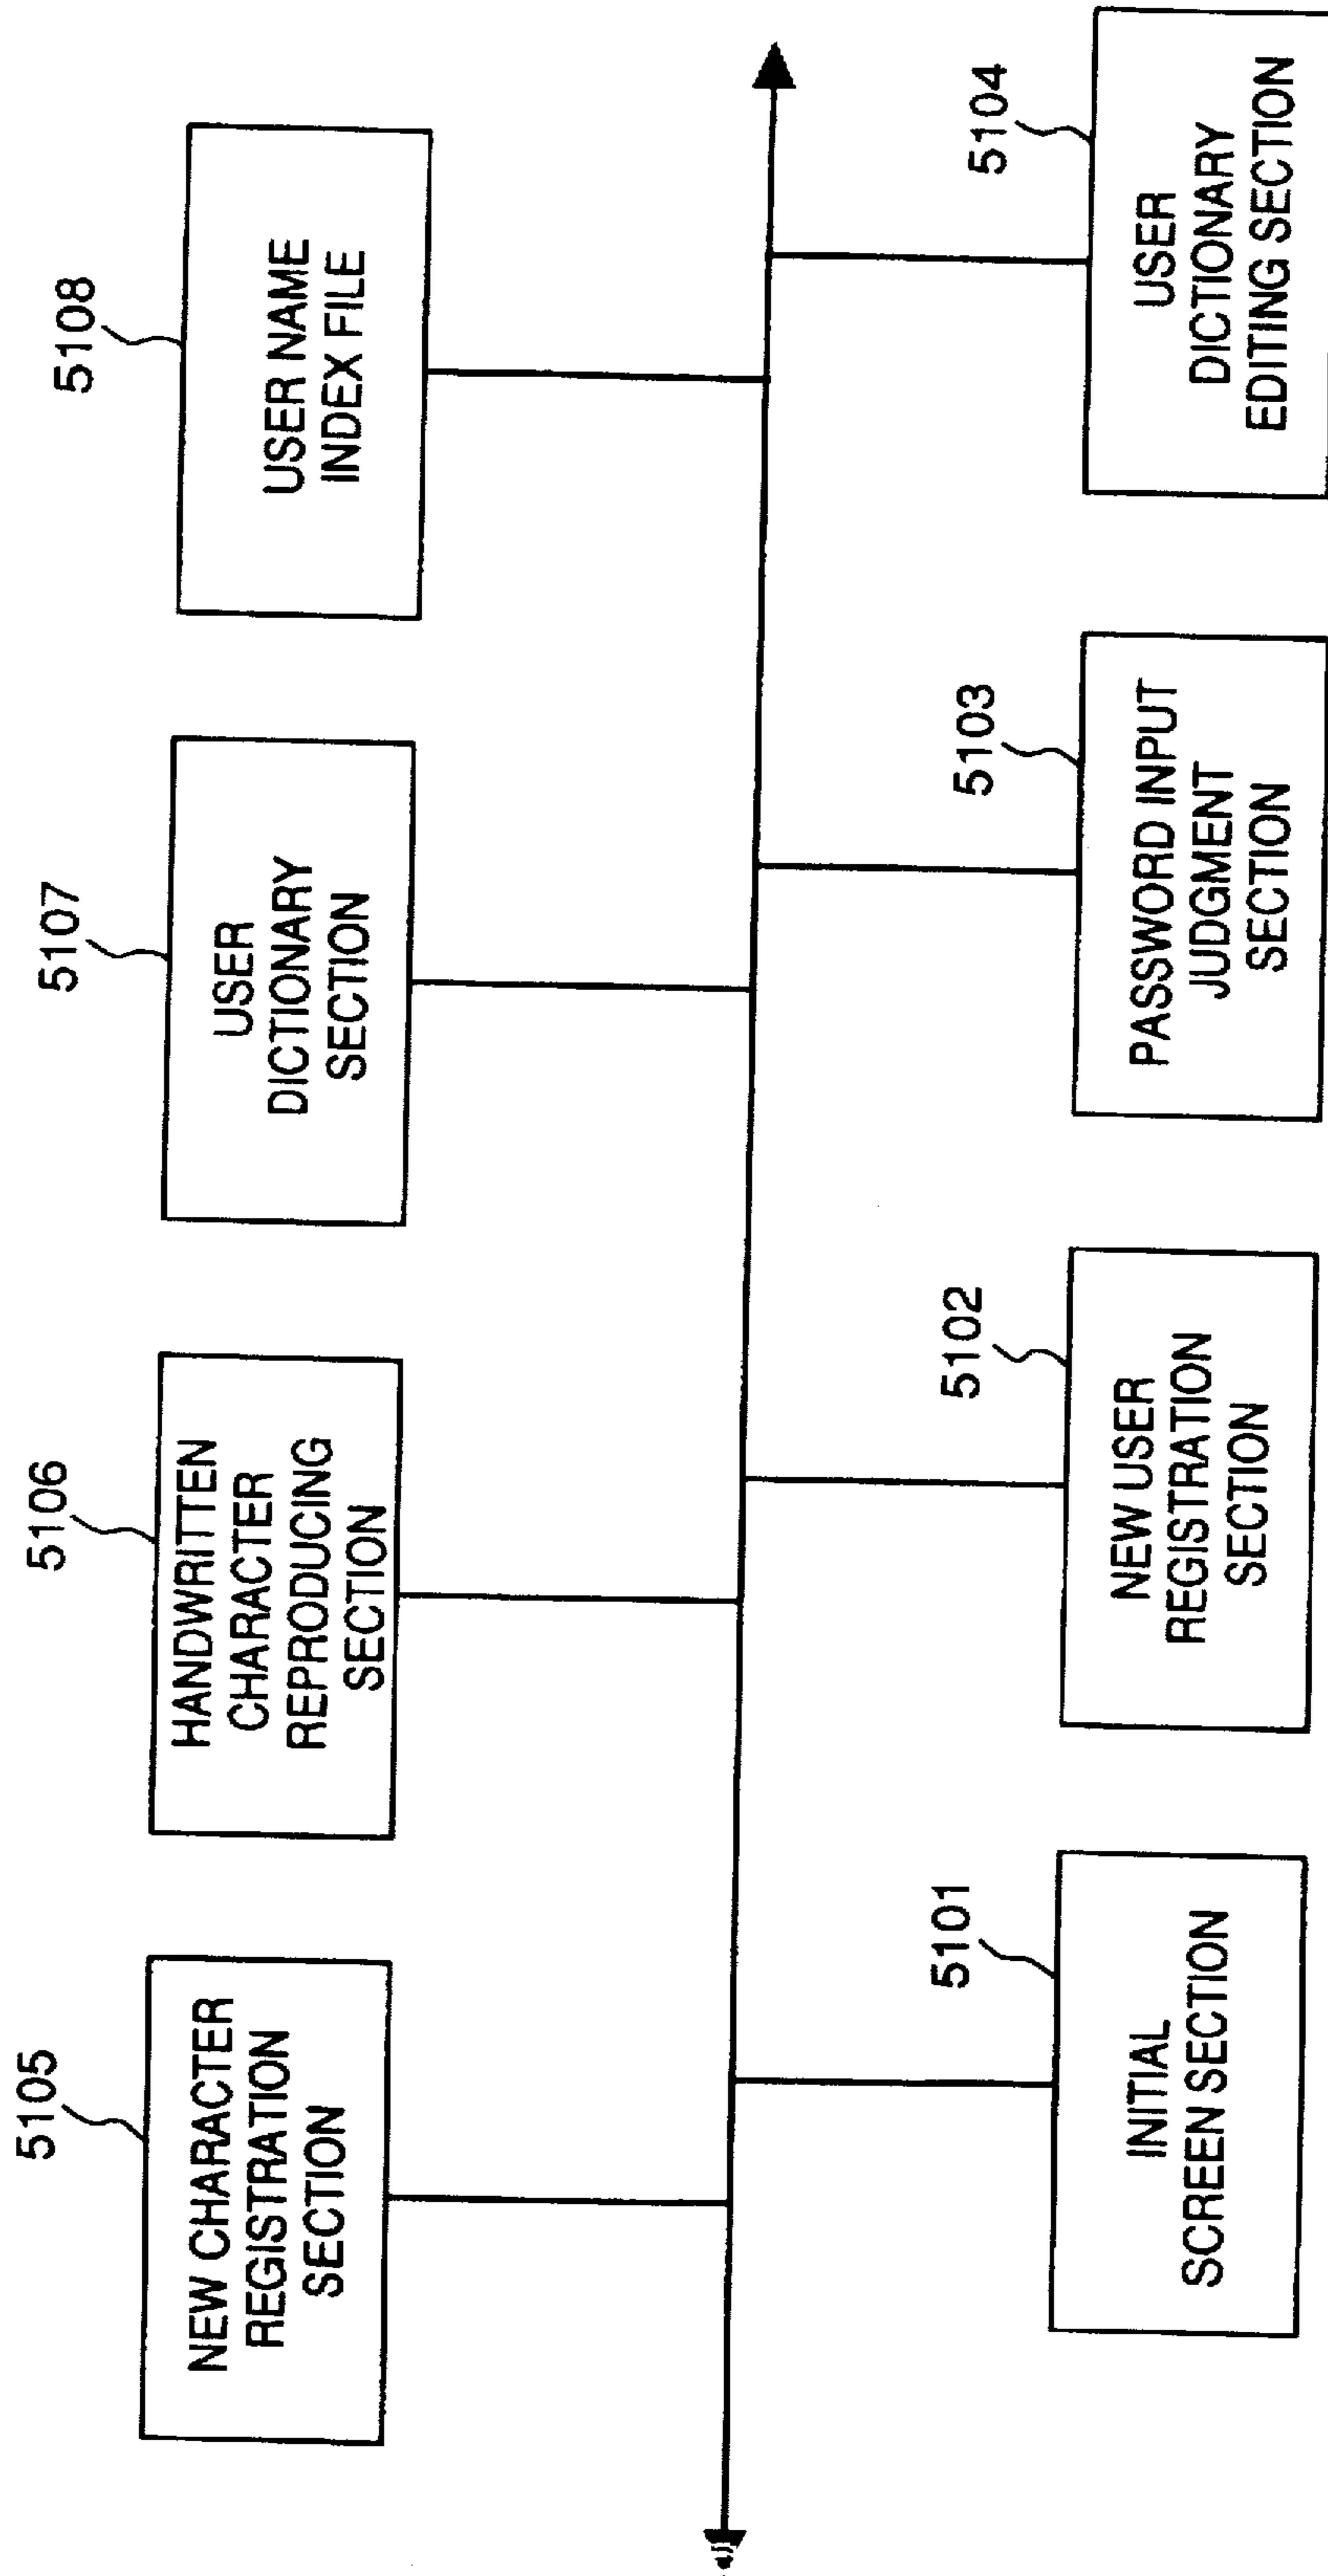 5105
NEW CHARACTER
REGISTRATION
SECTION
5106
HANDWRITTEN
CHARACTER
REPRODUCING
SECTION
5107
USER
DICTIONARY
SECTION
5108
USER NAME
INDEX FILE
5101
INITIAL
SCREEN SECTION
5102
NEW USER
REGISTRATION
SECTION
5103
PASSWORD INPUT
JUDGMENT
SECTION
5104
USER
DICTIONARY
EDITING SECTION